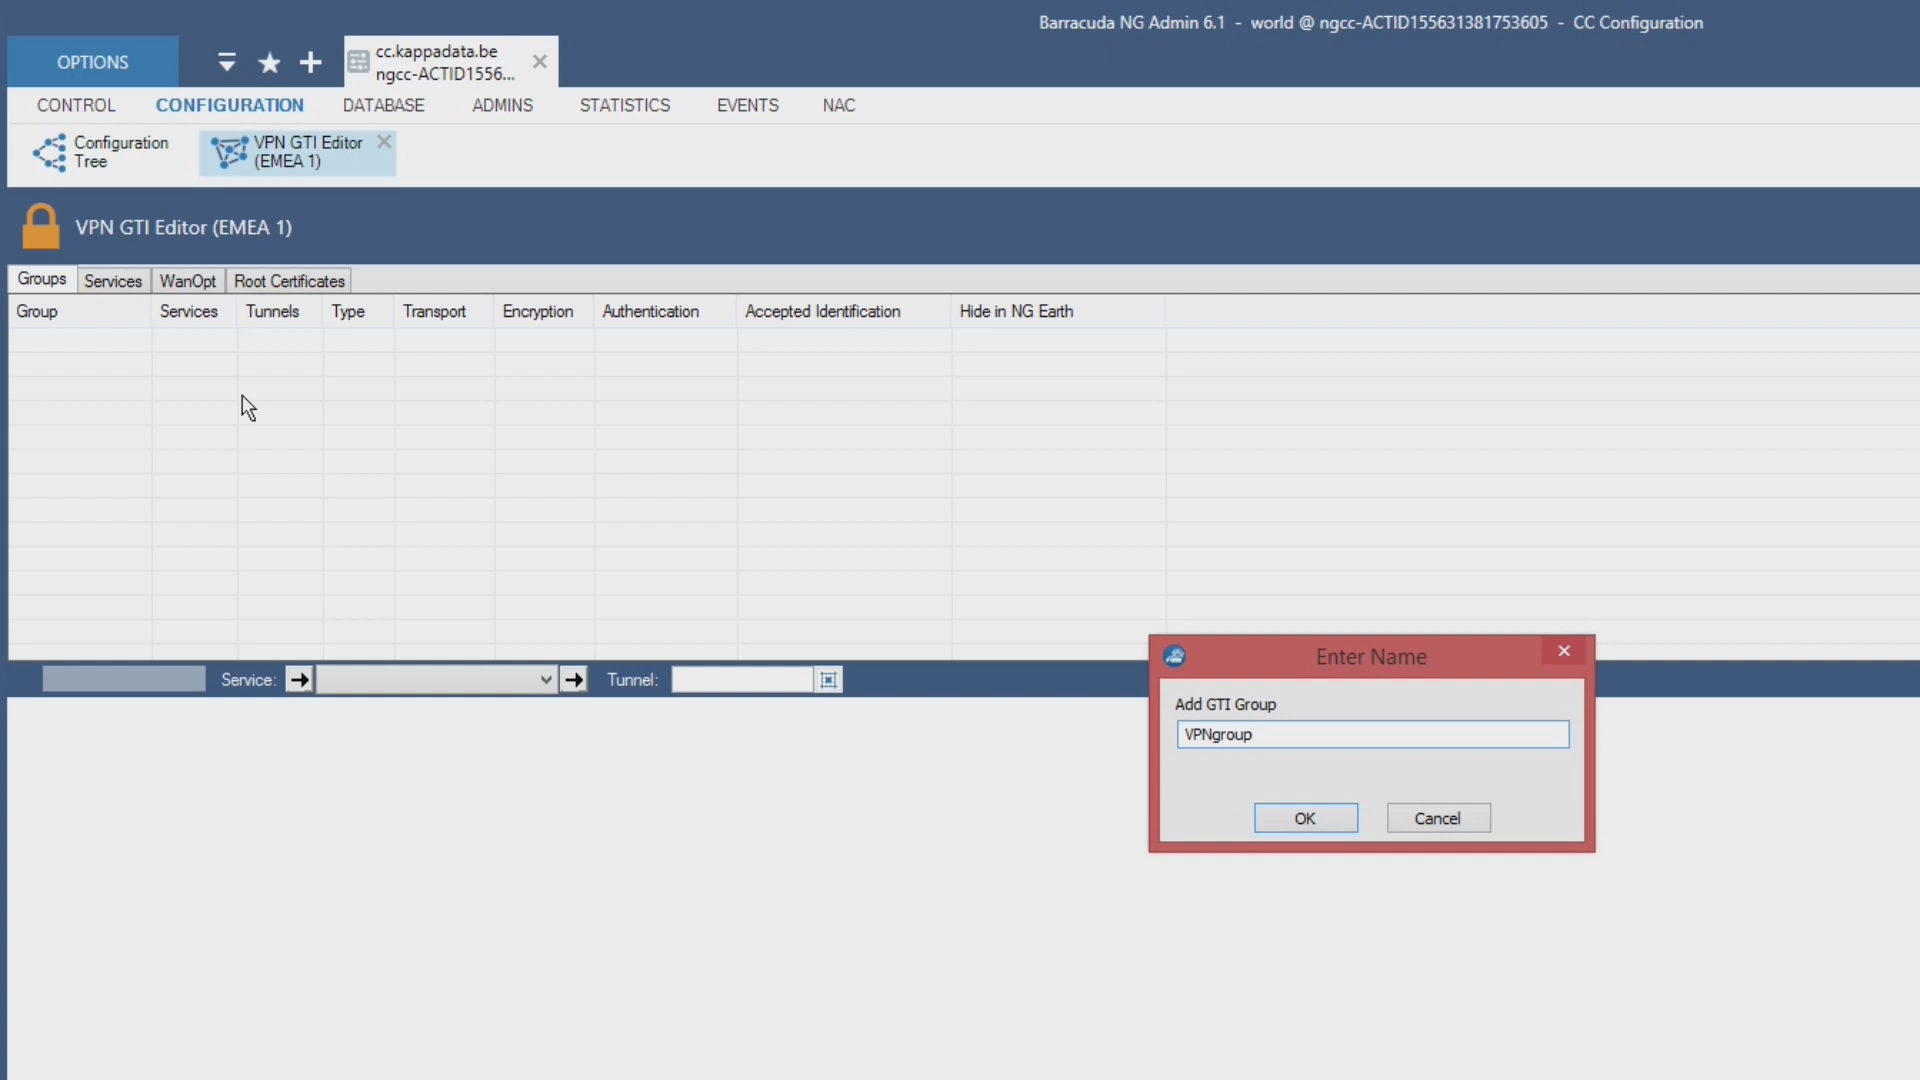 Barracuda NG Admin 6.1 - world @ ngcc-ACTID155631381753605 - CC Configuration
OPTIONS
cc.kappadata.be
ngcc-ACTID1556...
CONTROL CONFIGURATION DATABASE ADMINS STATISTICS EVENTS NAC
Configuration
Tree
VPN GTI Editor
(EMEA 1)
VPN GTI Editor (EMEA 1)
Groups Services WanOpt Root Certificates
Group Services Tunnels Type Transport Encryption Authentication Accepted Identification Hide in NG Earth
Service: Tunnel:
Enter Name
Add GTI Group
VPNgroup
OK Cancel